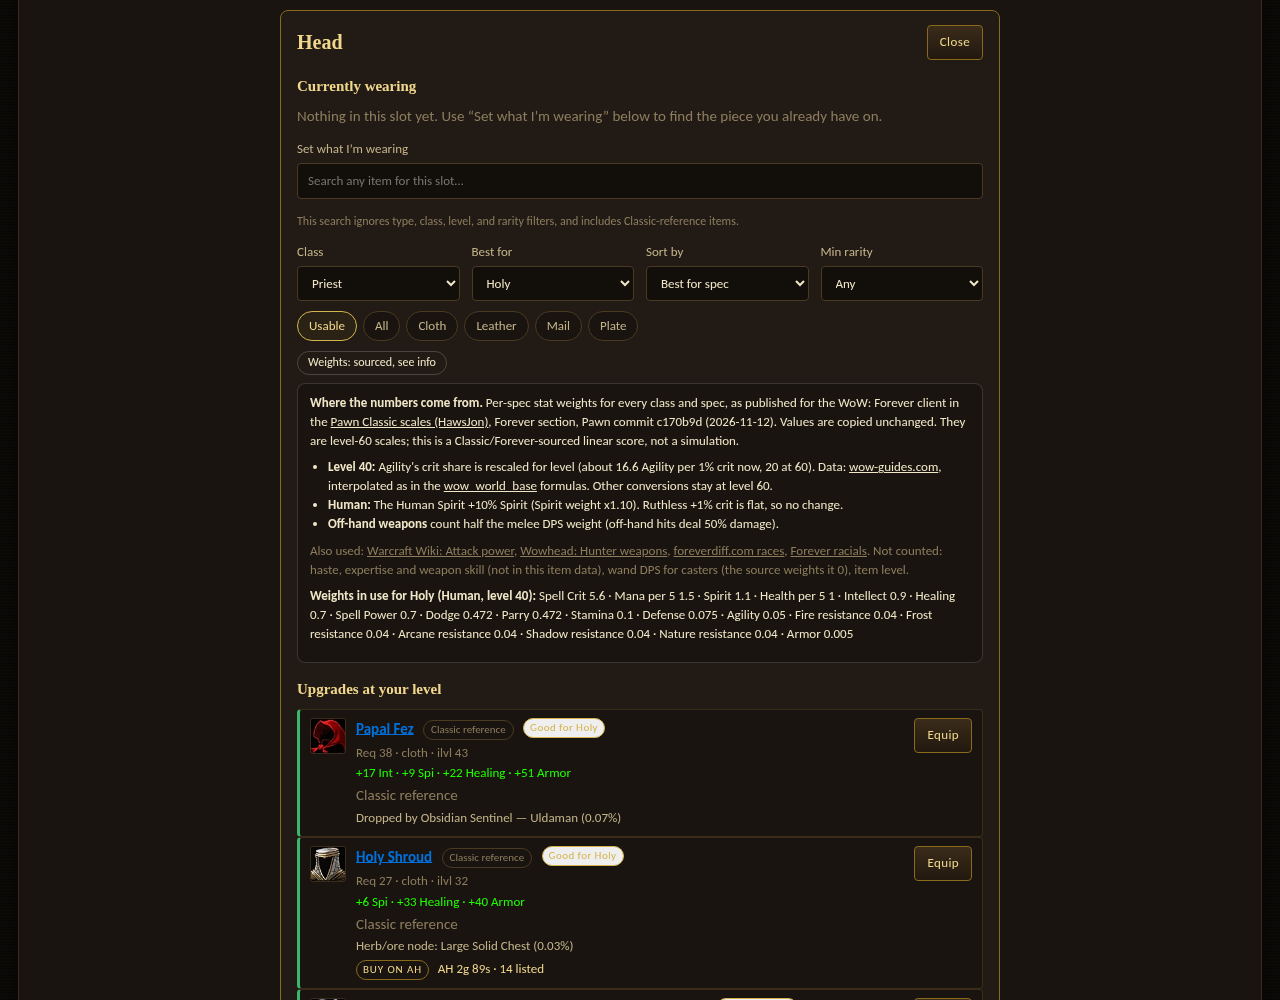 Head
Close
Currently wearing
Nothing in this slot yet. Use “Set what I’m wearing” below to find the piece you already have on.
Set what I’m wearing
Search any item for this slot…
This search ignores type, class, level, and rarity filters, and includes Classic-reference items.
Class Best for Sort by Min rarity
Priest Holy Best for spec Any
Usable All Cloth Leather Mail Plate
Weights: sourced, see info
Where the numbers come from. Per-spec stat weights for every class and spec, as published for the WoW: Forever client in
the Pawn Classic scales (HawsJon), Forever section, Pawn commit c170b9d (2026-11-12). Values are copied unchanged. They
are level-60 scales; this is a Classic/Forever-sourced linear score, not a simulation.
• Level 40: Agility's crit share is rescaled for level (about 16.6 Agility per 1% crit now, 20 at 60). Data: wow-guides.com,
interpolated as in the wow_world_base formulas. Other conversions stay at level 60.
• Human: The Human Spirit +10% Spirit (Spirit weight x1.10). Ruthless +1% crit is flat, so no change.
• Off-hand weapons count half the melee DPS weight (off-hand hits deal 50% damage).
Also used: Warcraft Wiki: Attack power, Wowhead: Hunter weapons, foreverdiff.com races, Forever racials. Not counted:
haste, expertise and weapon skill (not in this item data), wand DPS for casters (the source weights it 0), item level.
Weights in use for Holy (Human, level 40): Spell Crit 5.6 · Mana per 5 1.5 · Spirit 1.1 · Health per 5 1 · Intellect 0.9 · Healing
0.7 · Spell Power 0.7 · Dodge 0.472 · Parry 0.472 · Stamina 0.1 · Defense 0.075 · Agility 0.05 · Fire resistance 0.04 · Frost
resistance 0.04 · Arcane resistance 0.04 · Shadow resistance 0.04 · Nature resistance 0.04 · Armor 0.005
Upgrades at your level
Papal Fez Classic reference Good for Holy
Equip
Req 38 · cloth · ilvl 43
+17 Int · +9 Spi · +22 Healing · +51 Armor
Classic reference
Dropped by Obsidian Sentinel — Uldaman (0.07%)
Holy Shroud Classic reference Good for Holy
Equip
Req 27 · cloth · ilvl 32
+6 Spi · +33 Healing · +40 Armor
Classic reference
Herb/ore node: Large Solid Chest (0.03%)
BUY ON AH AH 2g 89s · 14 listed